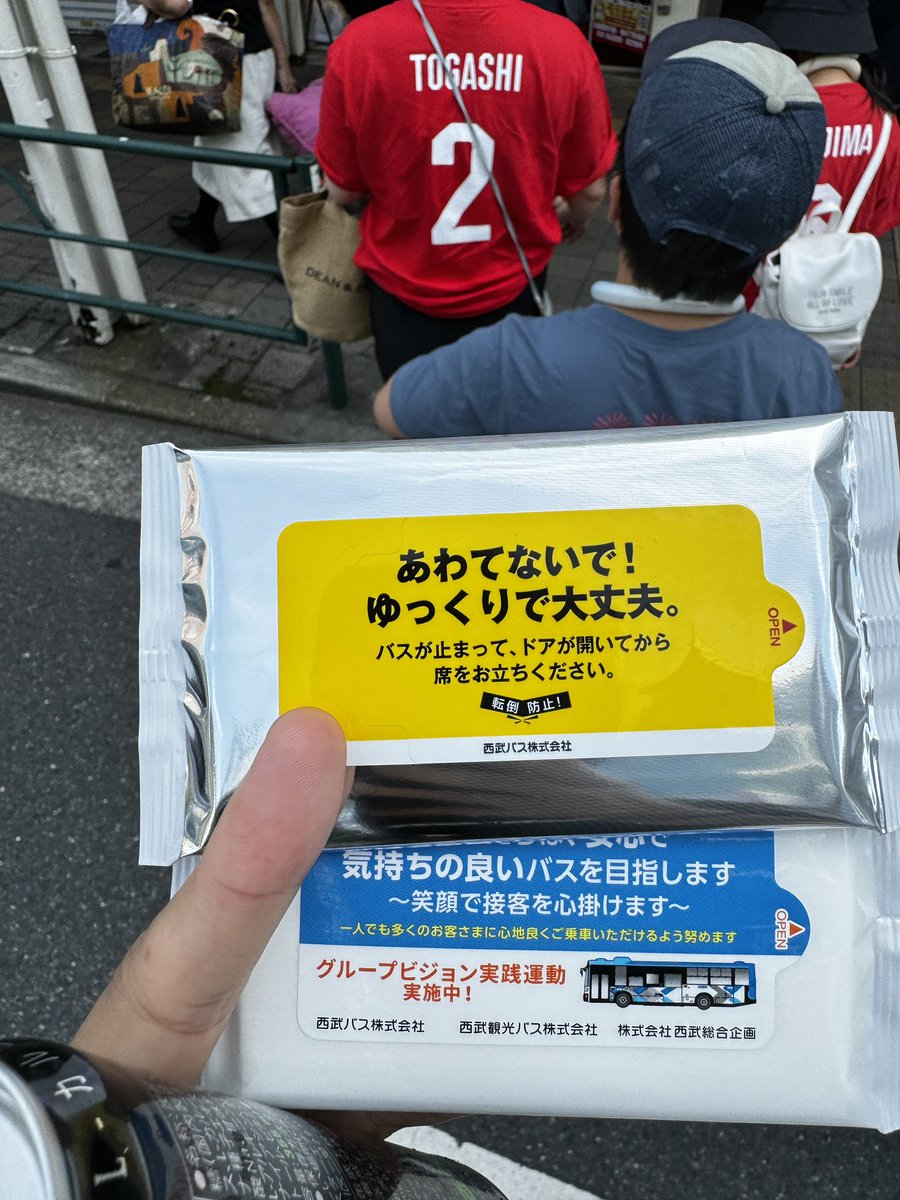 TOGASHI
2
JIMA
DEAN &
YOUR SMILE
ALL OF LOVE
あわてないで！
ゆっくりで大丈夫。
バスが止まって、ドアが開いてから
席をお立ちください。
転倒 防止！
西武バス株式会社
OPEN
気持ちの良いバスを目指します
～笑顔で接客を心掛けます～
一人でも多くのお客さまに心地良くご乗車いただけるよう努めます
OPEN
グループビジョン実践運動
実施中！
西武バス株式会社 西武観光バス株式会社 株式会社 西武総合企画